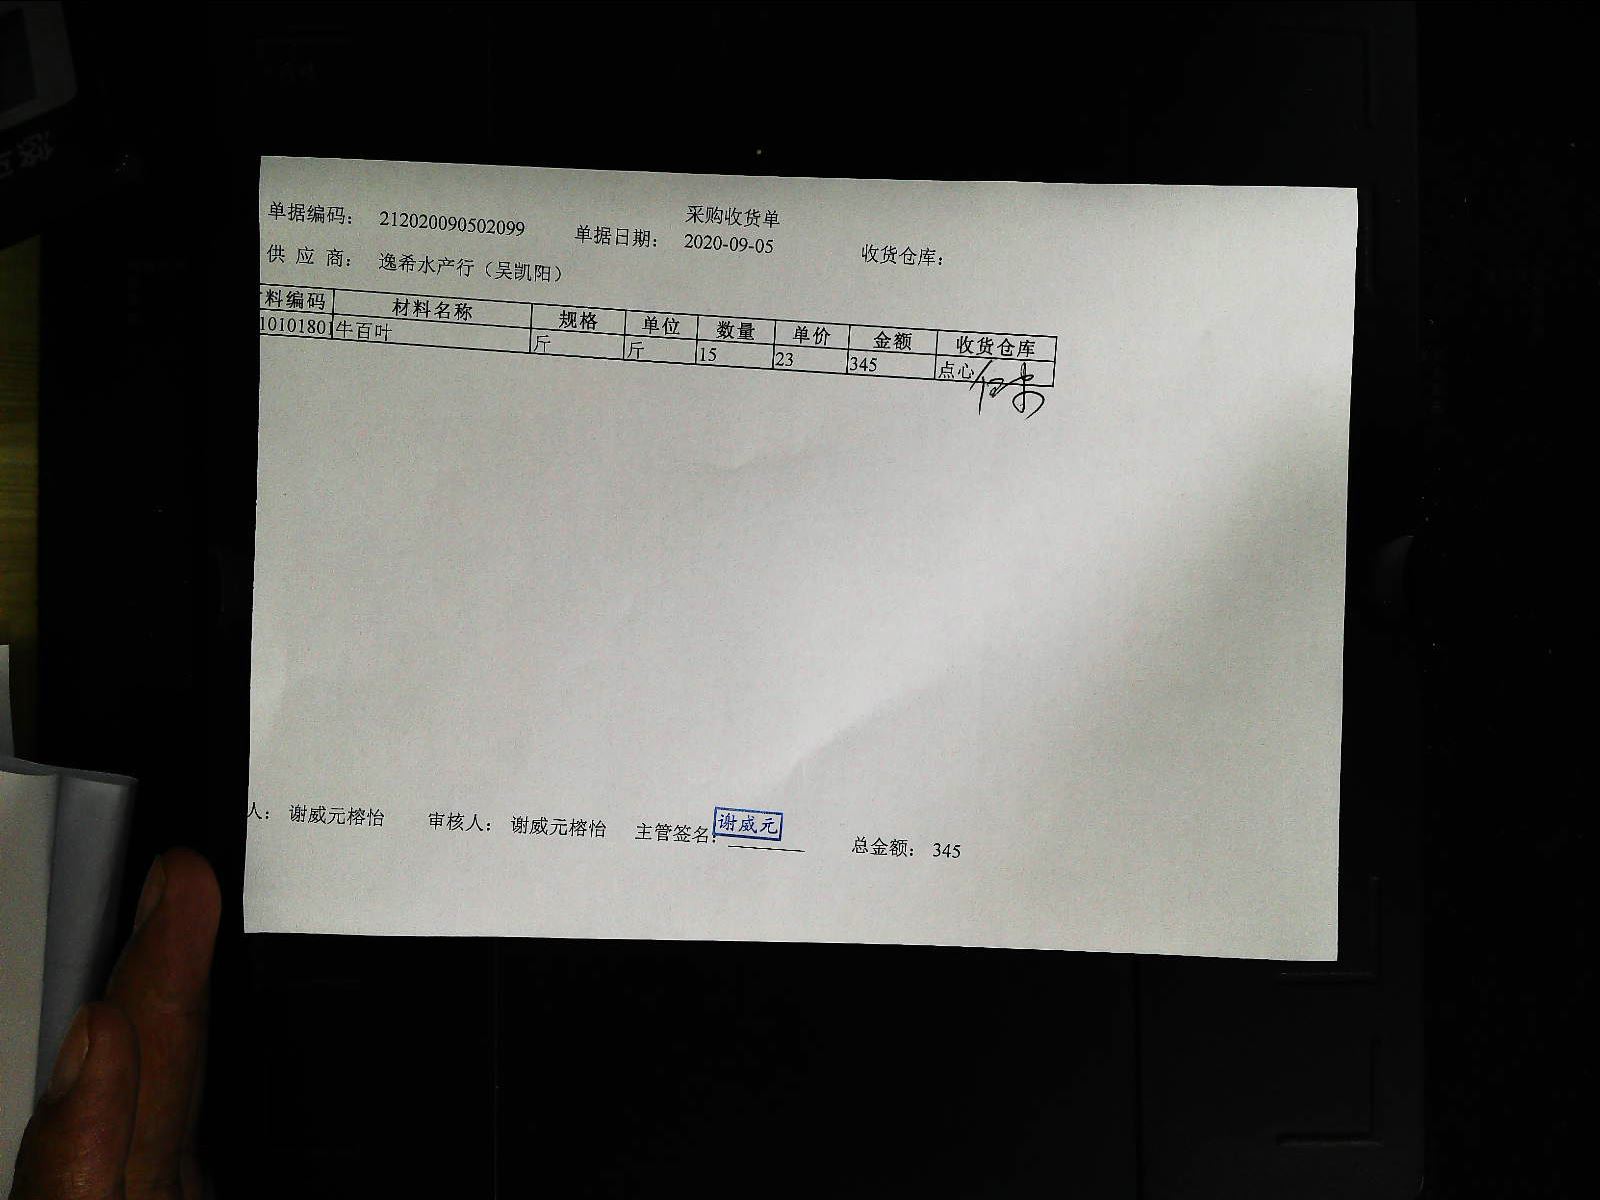 采购收货单
单据编码： 212020090502099 单据日期： 2020-09-05 收货仓库：
供 应 商： 逸希水产行（吴凯阳）
料编码 材料名称 规格 单位 数量 单价 金额 收货仓库
1010180 牛百叶 斤 斤 15 23 345 点心
人： 谢威元榕怡 审核人： 谢威元榕怡 主管签名： 谢威元 总金额： 345